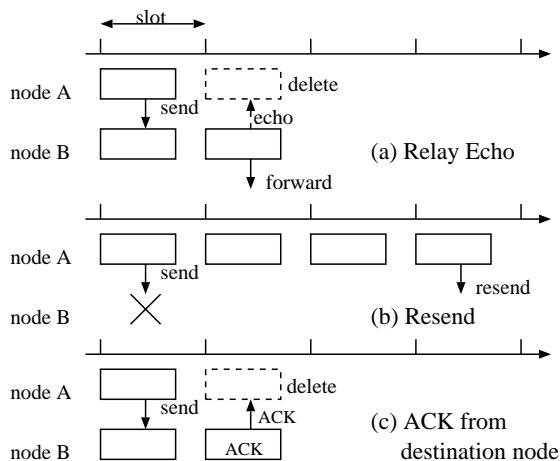 slot
node A
delete
send
echo
node B
(a) Relay Echo
forward
node A
send
resend
node B
(b) Resend
node A
delete
send
ACK
(c) ACK from
node B
ACK
destination node